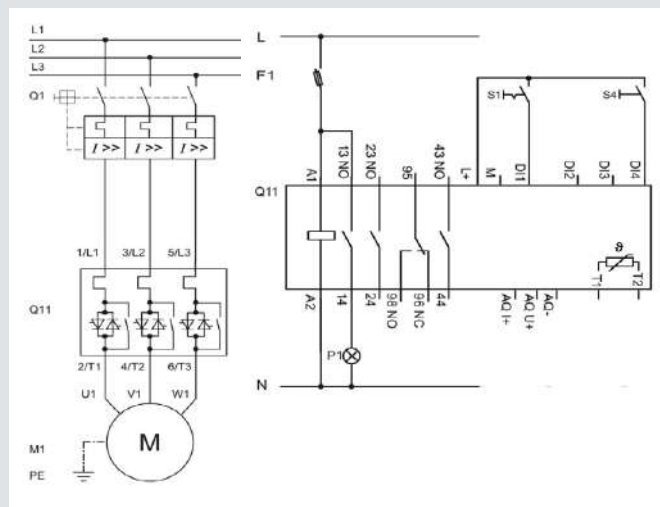 L1
L2
L3
Q1
I >> I >> I >>
1/L1 3/L2 5/L3
Q11
2/T1 4/T2 6/T3
U1 V1 W1
M
M1
PE
L
F1
S1 S4
A1 13 NO 23 NO 95 43 NO L+ M DI1 DI2 DI3 DI4
Q11
ϑ
T1 T2
A2 14 24 98 NO 96 NC 44 AQ I+ AQ U+ AQ-
P1
N